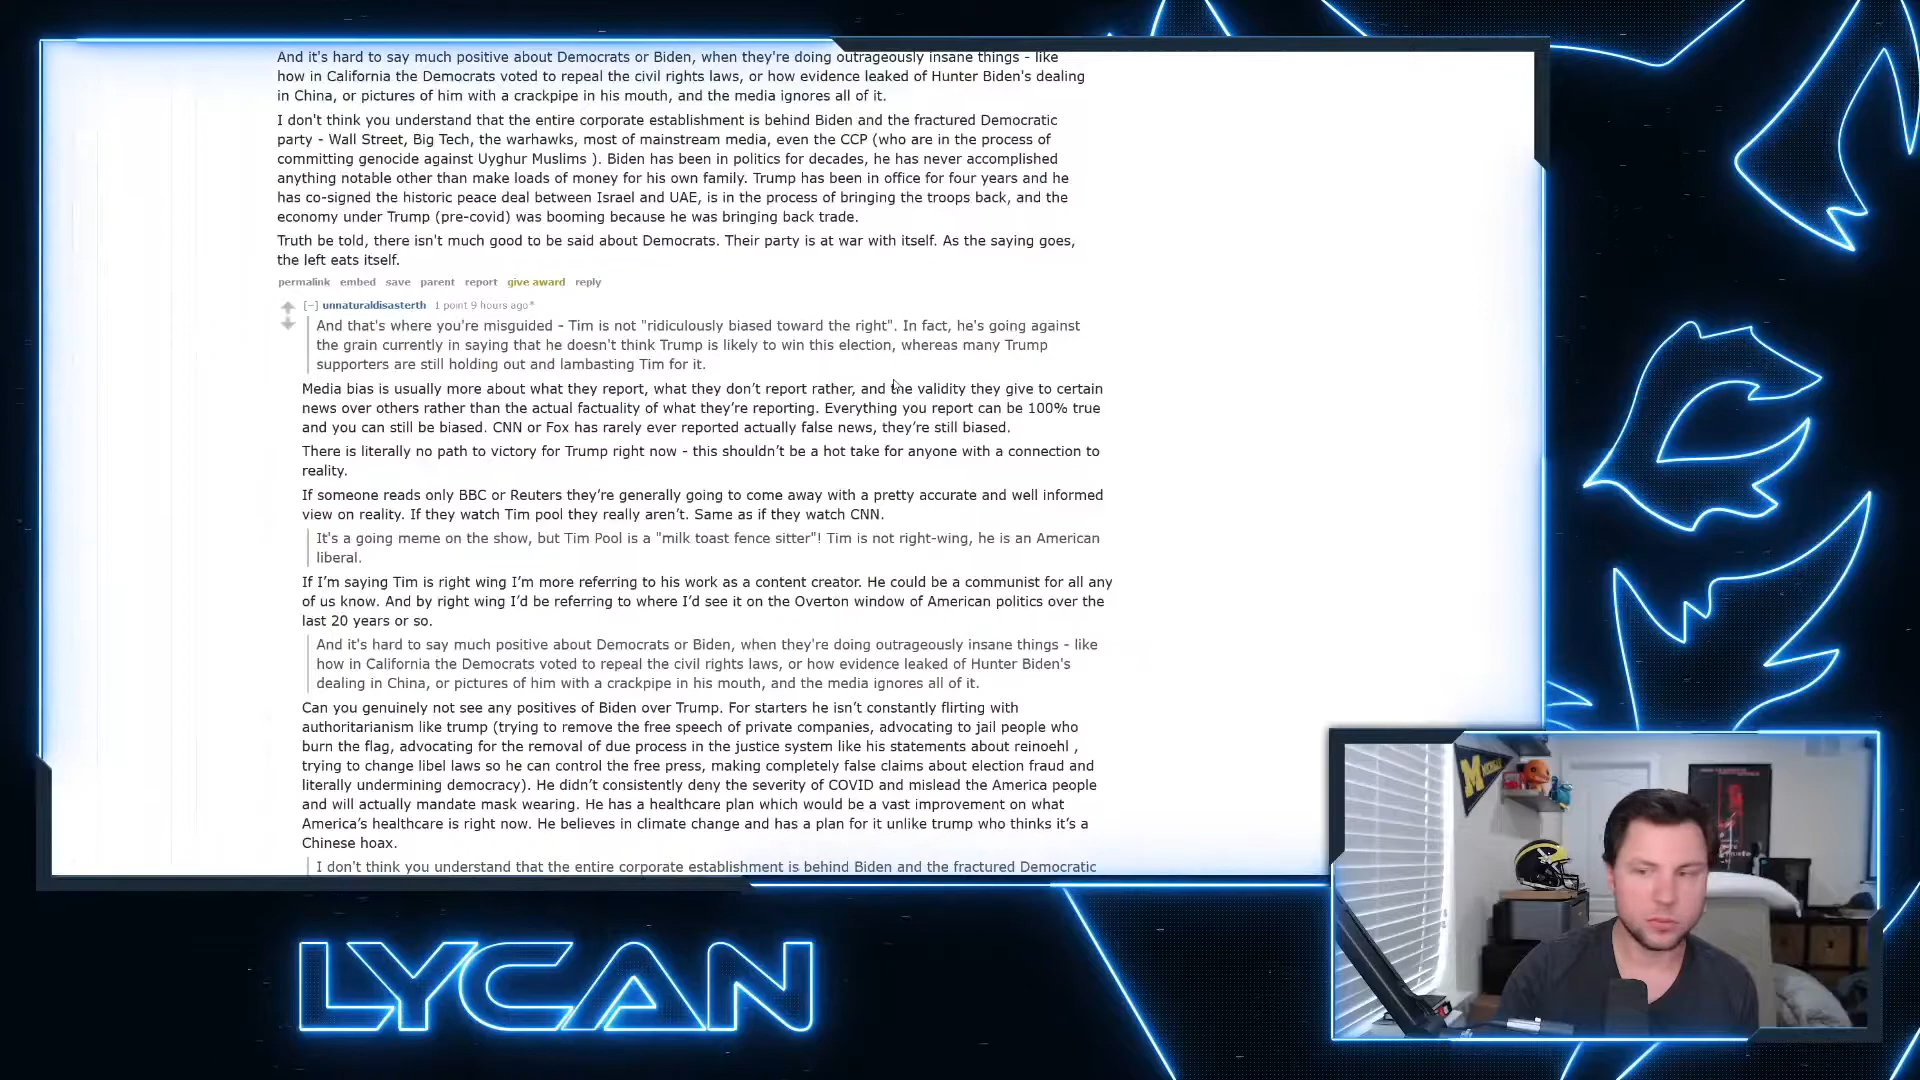 And it's hard to say much positive about Democrats or Biden, when they're doing outrageously insane things - like
how in California the Democrats voted to repeal the civil rights laws, or how evidence leaked of Hunter Biden's dealing
in China, or pictures of him with a crackpipe in his mouth, and the media ignores all of it.
I don't think you understand that the entire corporate establishment is behind Biden and the fractured Democratic
party - Wall Street, Big Tech, the warhawks, most of mainstream media, even the CCP (who are in the process of
committing genocide against Uyghur Muslims ). Biden has been in politics for decades, he has never accomplished
anything notable other than make loads of money for his own family. Trump has been in office for four years and he
has co-signed the historic peace deal between Israel and UAE, is in the process of bringing the troops back, and the
economy under Trump (pre-covid) was booming because he was bringing back trade.
Truth be told, there isn't much good to be said about Democrats. Their party is at war with itself. As the saying goes,
the left eats itself.
permalink embed save parent report give award reply
[–] unnaturaldisasterth 1 point 9 hours ago*
And that's where you're misguided - Tim is not "ridiculously biased toward the right". In fact, he's going against
the grain currently in saying that he doesn't think Trump is likely to win this election, whereas many Trump
supporters are still holding out and lambasting Tim for it.
Media bias is usually more about what they report, what they don’t report rather, and the validity they give to certain
news over others rather than the actual factuality of what they’re reporting. Everything you report can be 100% true
and you can still be biased. CNN or Fox has rarely ever reported actually false news, they’re still biased.
There is literally no path to victory for Trump right now - this shouldn’t be a hot take for anyone with a connection to
reality.
If someone reads only BBC or Reuters they’re generally going to come away with a pretty accurate and well informed
view on reality. If they watch Tim pool they really aren’t. Same as if they watch CNN.
It's a going meme on the show, but Tim Pool is a "milk toast fence sitter"! Tim is not right-wing, he is an American
liberal.
If I’m saying Tim is right wing I’m more referring to his work as a content creator. He could be a communist for all any
of us know. And by right wing I’d be referring to where I’d see it on the Overton window of American politics over the
last 20 years or so.
And it's hard to say much positive about Democrats or Biden, when they're doing outrageously insane things - like
how in California the Democrats voted to repeal the civil rights laws, or how evidence leaked of Hunter Biden's
dealing in China, or pictures of him with a crackpipe in his mouth, and the media ignores all of it.
Can you genuinely not see any positives of Biden over Trump. For starters he isn’t constantly flirting with
authoritarianism like trump (trying to remove the free speech of private companies, advocating to jail people who
burn the flag, advocating for the removal of due process in the justice system like his statements about reinoehl ,
trying to change libel laws so he can control the free press, making completely false claims about election fraud and
literally undermining democracy). He didn’t consistently deny the severity of COVID and mislead the America people
and will actually mandate mask wearing. He has a healthcare plan which would be a vast improvement on what
America’s healthcare is right now. He believes in climate change and has a plan for it unlike trump who thinks it’s a
Chinese hoax.
I don't think you understand that the entire corporate establishment is behind Biden and the fractured Democratic
LYCAN